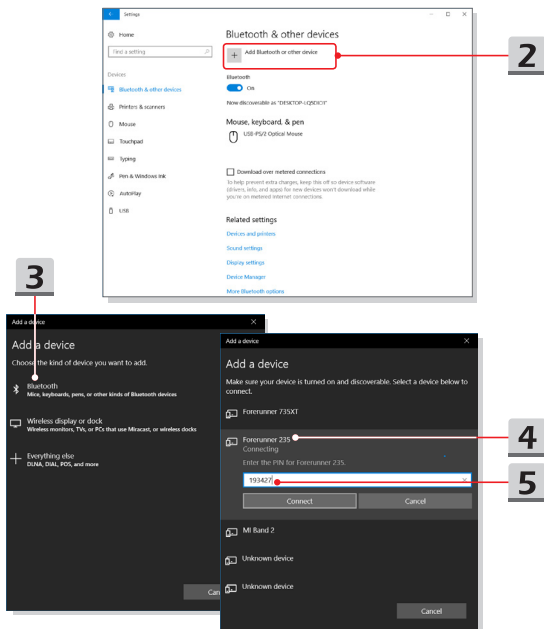 Settings
Home
Find a setting
Devices
Bluetooth & other devices
Printers & scanners
Mouse
Touchpad
Typing
Pen & Windows Ink
AutoPlay
USB
Bluetooth & other devices
Add Bluetooth or other device
Bluetooth
On
Now discoverable as "DESKTOP-LQ5DIC3"
Mouse, keyboard, & pen
USB-PS/2 Optical Mouse
Download over metered connections
To help prevent extra charges, keep this off so device software
(drivers, info, and apps) for new devices won't download while
you're on metered internet connections.
Related settings
Devices and printers
Sound settings
Display settings
Device Manager
More Bluetooth options
2
3
Add a device
Add a device
Choose the kind of device you want to add.
Bluetooth
Mice, keyboards, pens, or other kinds of Bluetooth devices
Wireless display or dock
Wireless monitors, TVs, or PCs that use Miracast, or wireless docks
Everything else
DLNA, DIAL, POS, and more
Can
Add a device
Add a device
Make sure your device is turned on and discoverable. Select a device below to
connect.
Forerunner 735XT
Forerunner 235
Connecting
Enter the PIN for Forerunner 235.
193427
Connect
Cancel
MI Band 2
Unknown device
Unknown device
Cancel
4
5